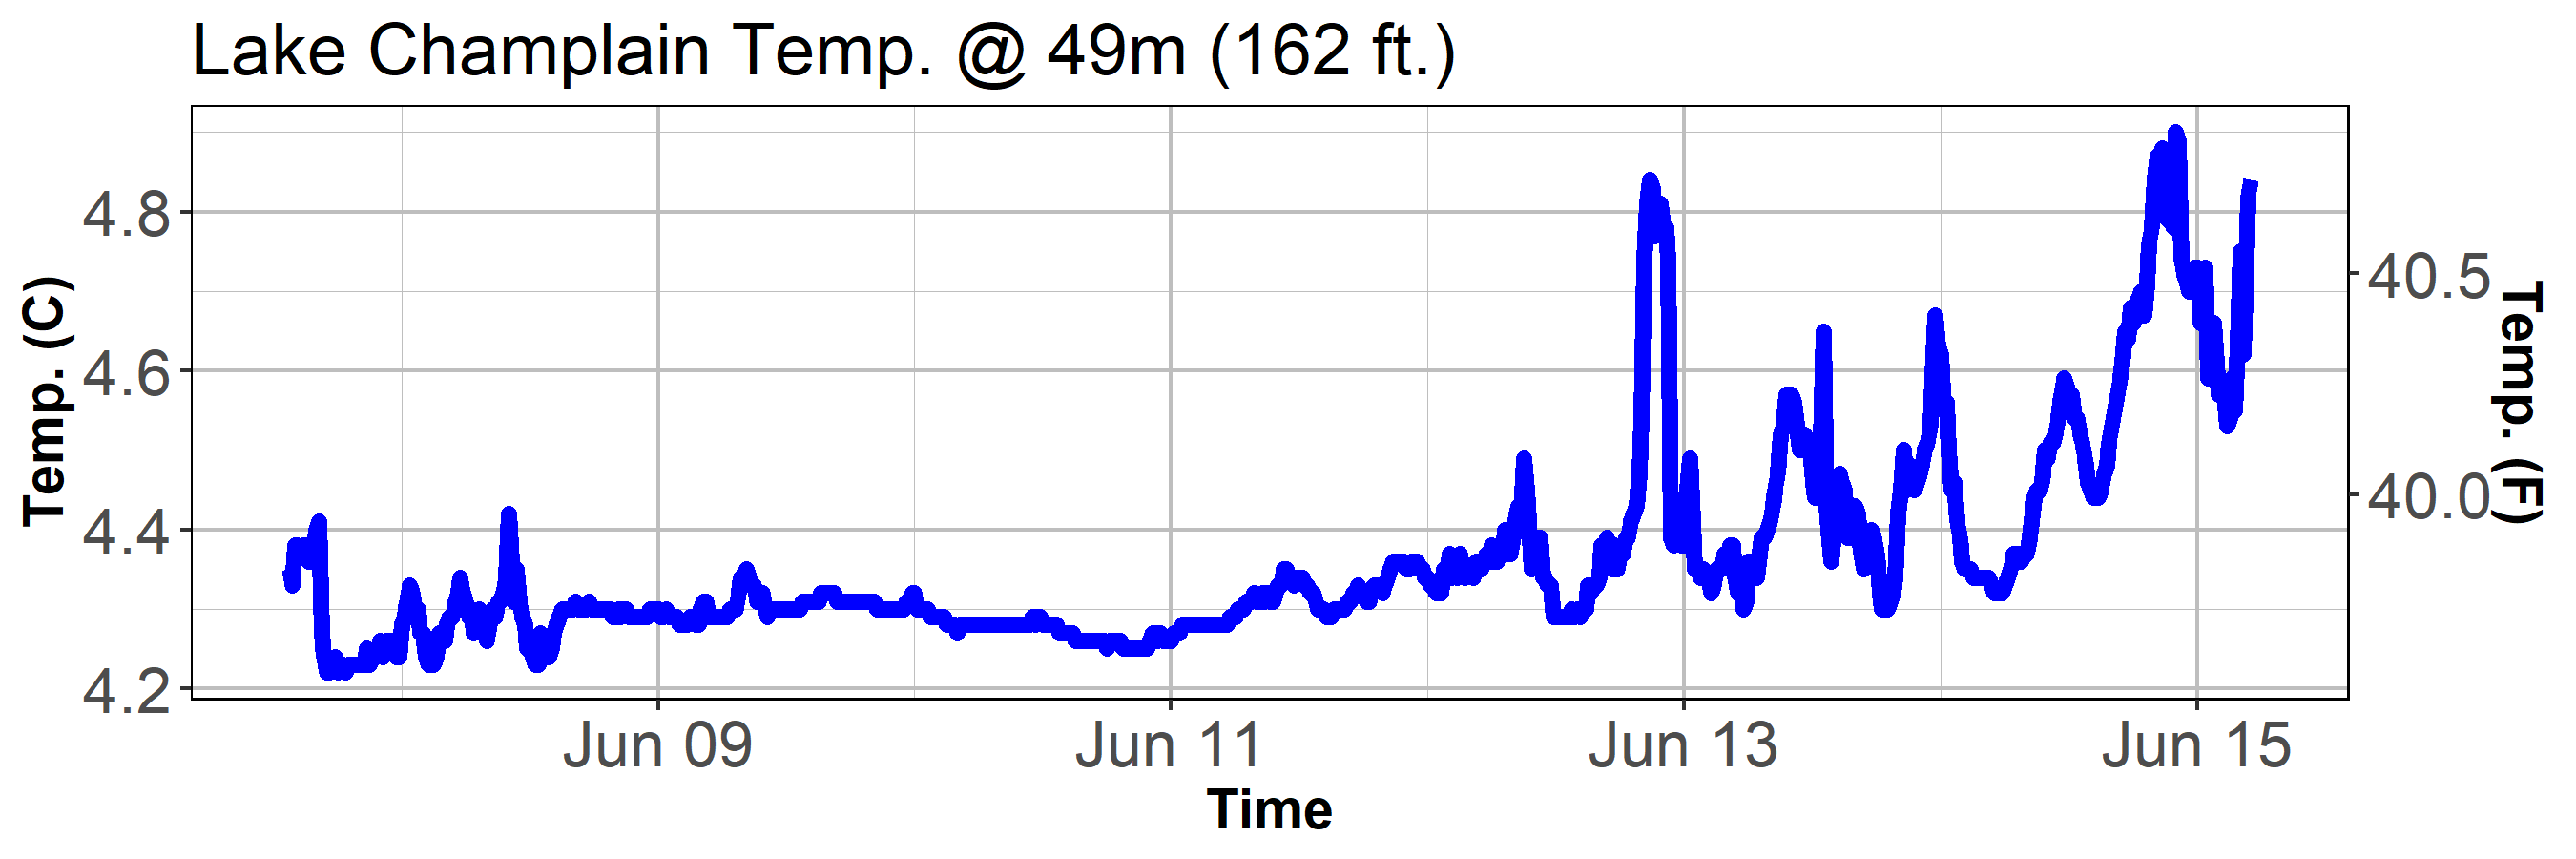 Lake Champlain Temp. @ 49m (162 ft.)
Temp. (C)
4.8
4.6
4.4
4.2
40.5
40.0
Temp. (F)
Jun 09
Jun 11
Jun 13
Jun 15
Time